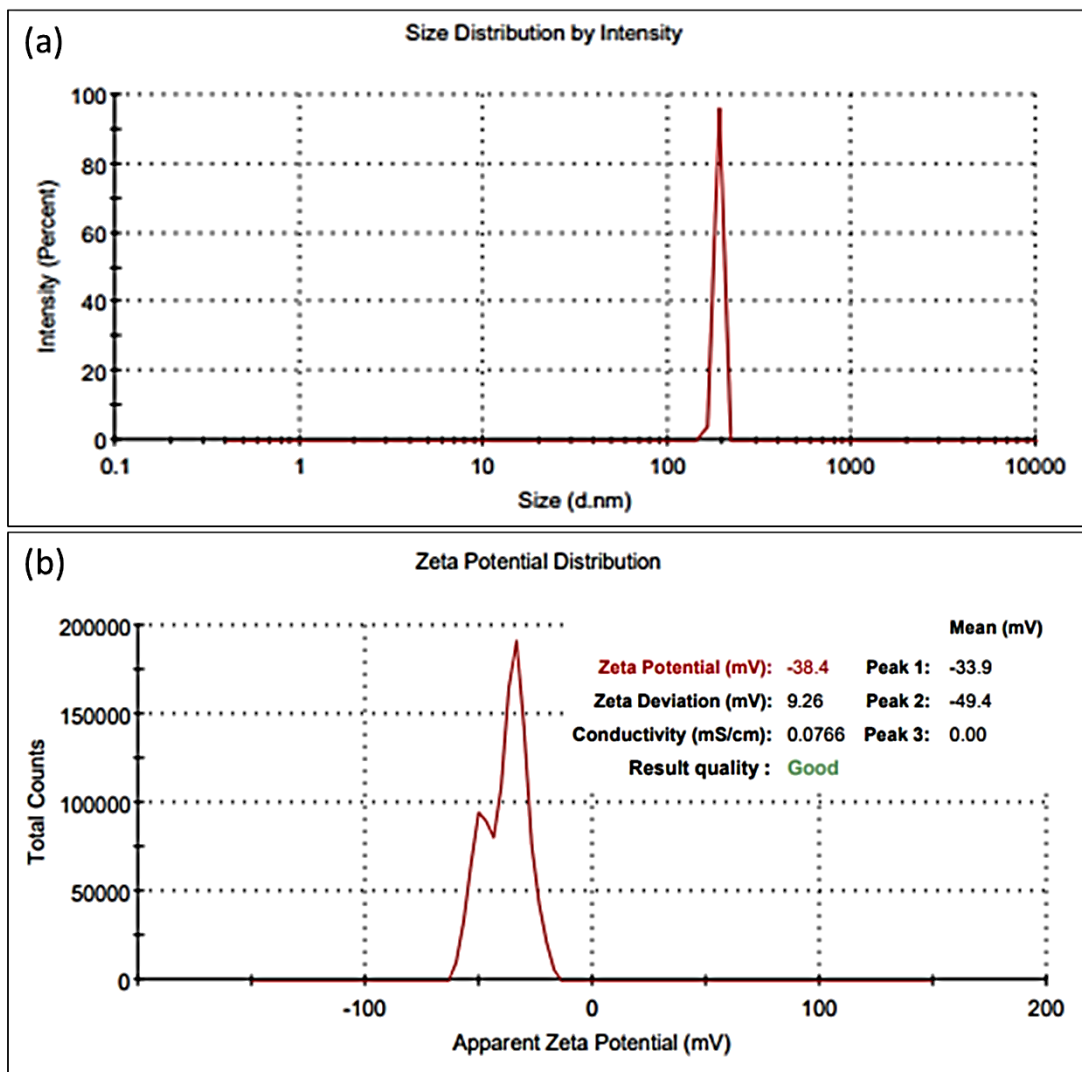 (a)
Size Distribution by Intensity
100
80
60
40
20
0
Intensity (Percent)
0.1 1 10 100 1000 10000
Size (d.nm)
(b)
Zeta Potential Distribution
Mean (mV)
Zeta Potential (mV): -38.4 Peak 1: -33.9
Zeta Deviation (mV): 9.26 Peak 2: -49.4
Conductivity (mS/cm): 0.0766 Peak 3: 0.00
Result quality : Good
200000
150000
100000
50000
0
Total Counts
-100 0 100 200
Apparent Zeta Potential (mV)